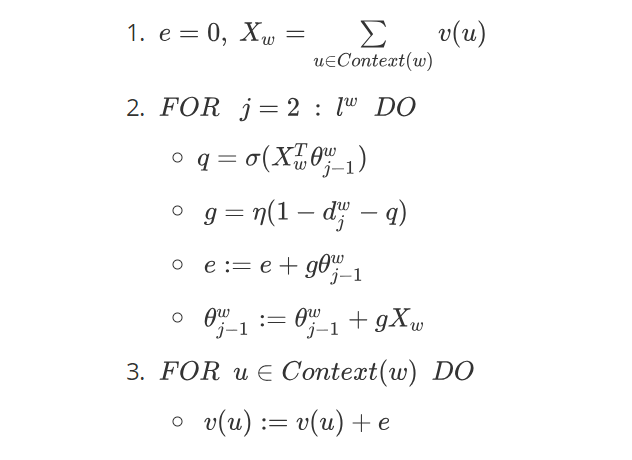 1. e = 0, X_w = ∑_{u∈Context(w)} v(u)
2. FOR j = 2 : l^w DO
○ q = σ(X_w^T θ_{j−1}^w)
○ g = η(1 − d_j^w − q)
○ e := e + gθ_{j−1}^w
○ θ_{j−1}^w := θ_{j−1}^w + gX_w
3. FOR u ∈ Context(w) DO
○ v(u) := v(u) + e